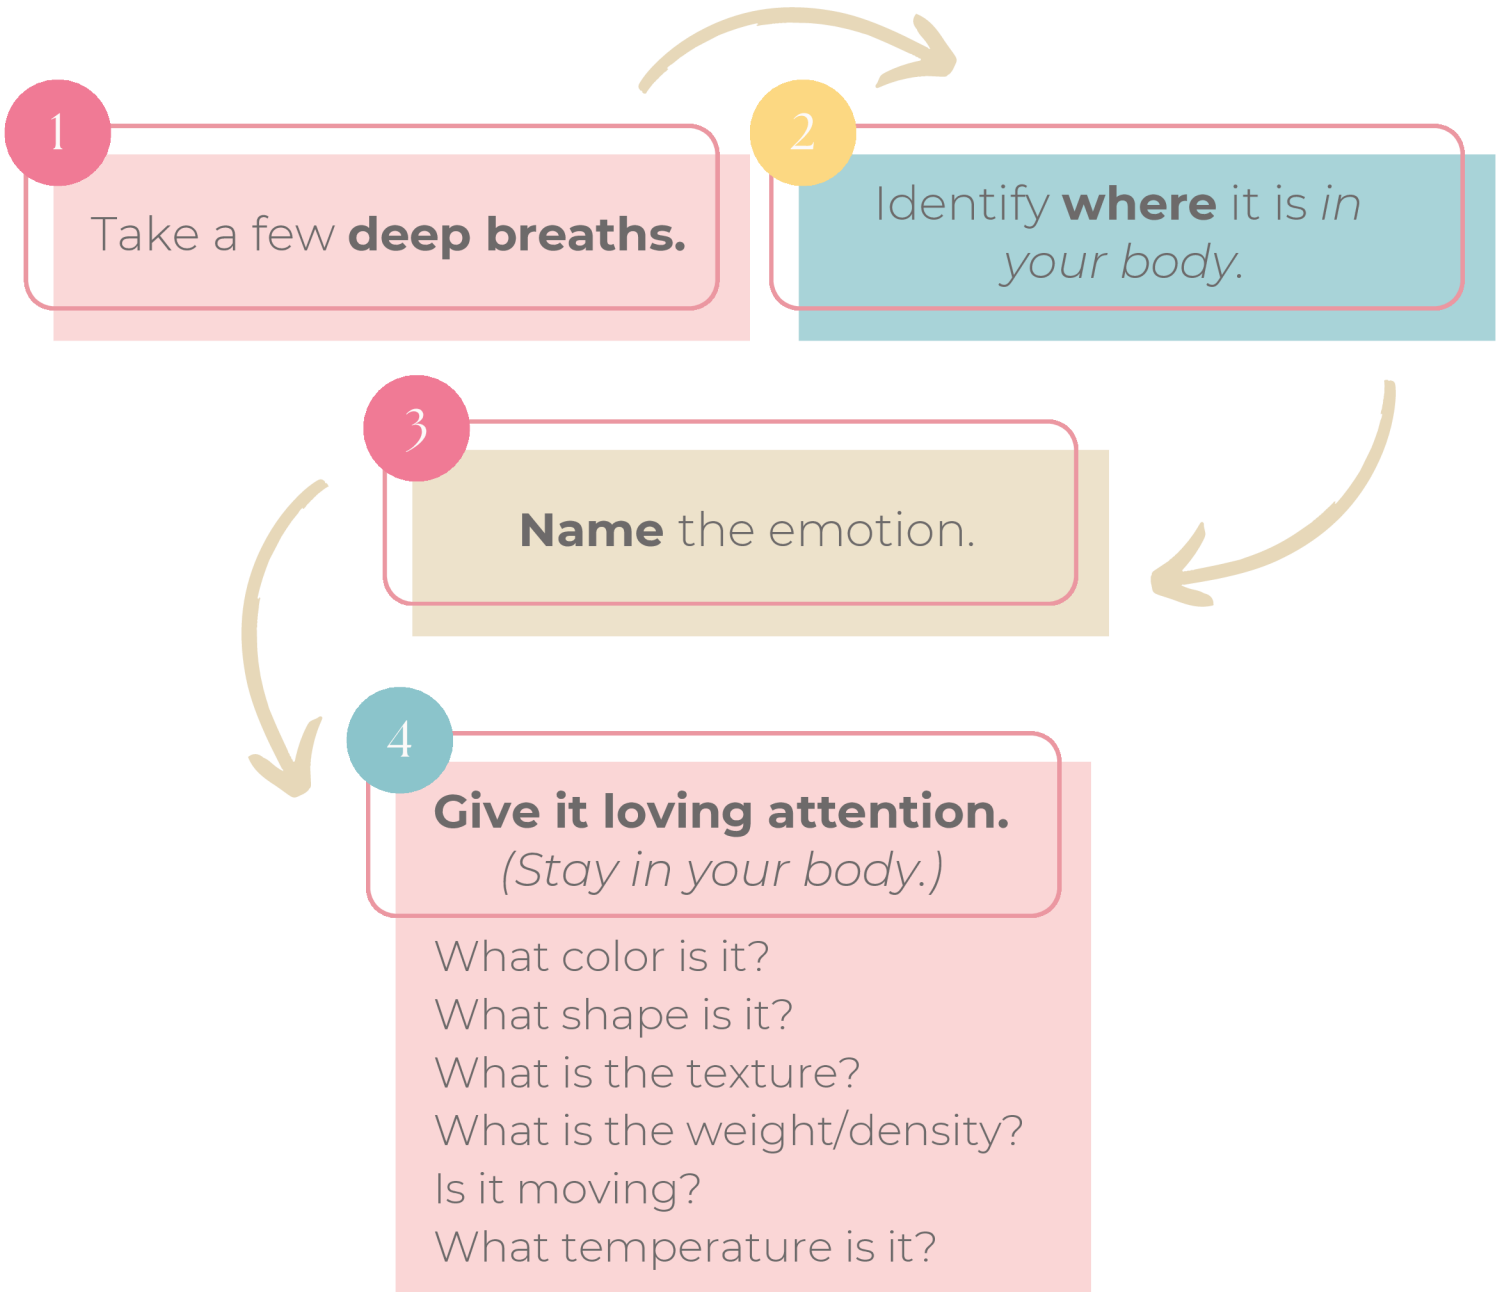 1
Take a few deep breaths.
2
Identify where it is in
your body.
3
Name the emotion.
4
Give it loving attention.
(Stay in your body.)
What color is it?
What shape is it?
What is the texture?
What is the weight/density?
Is it moving?
What temperature is it?